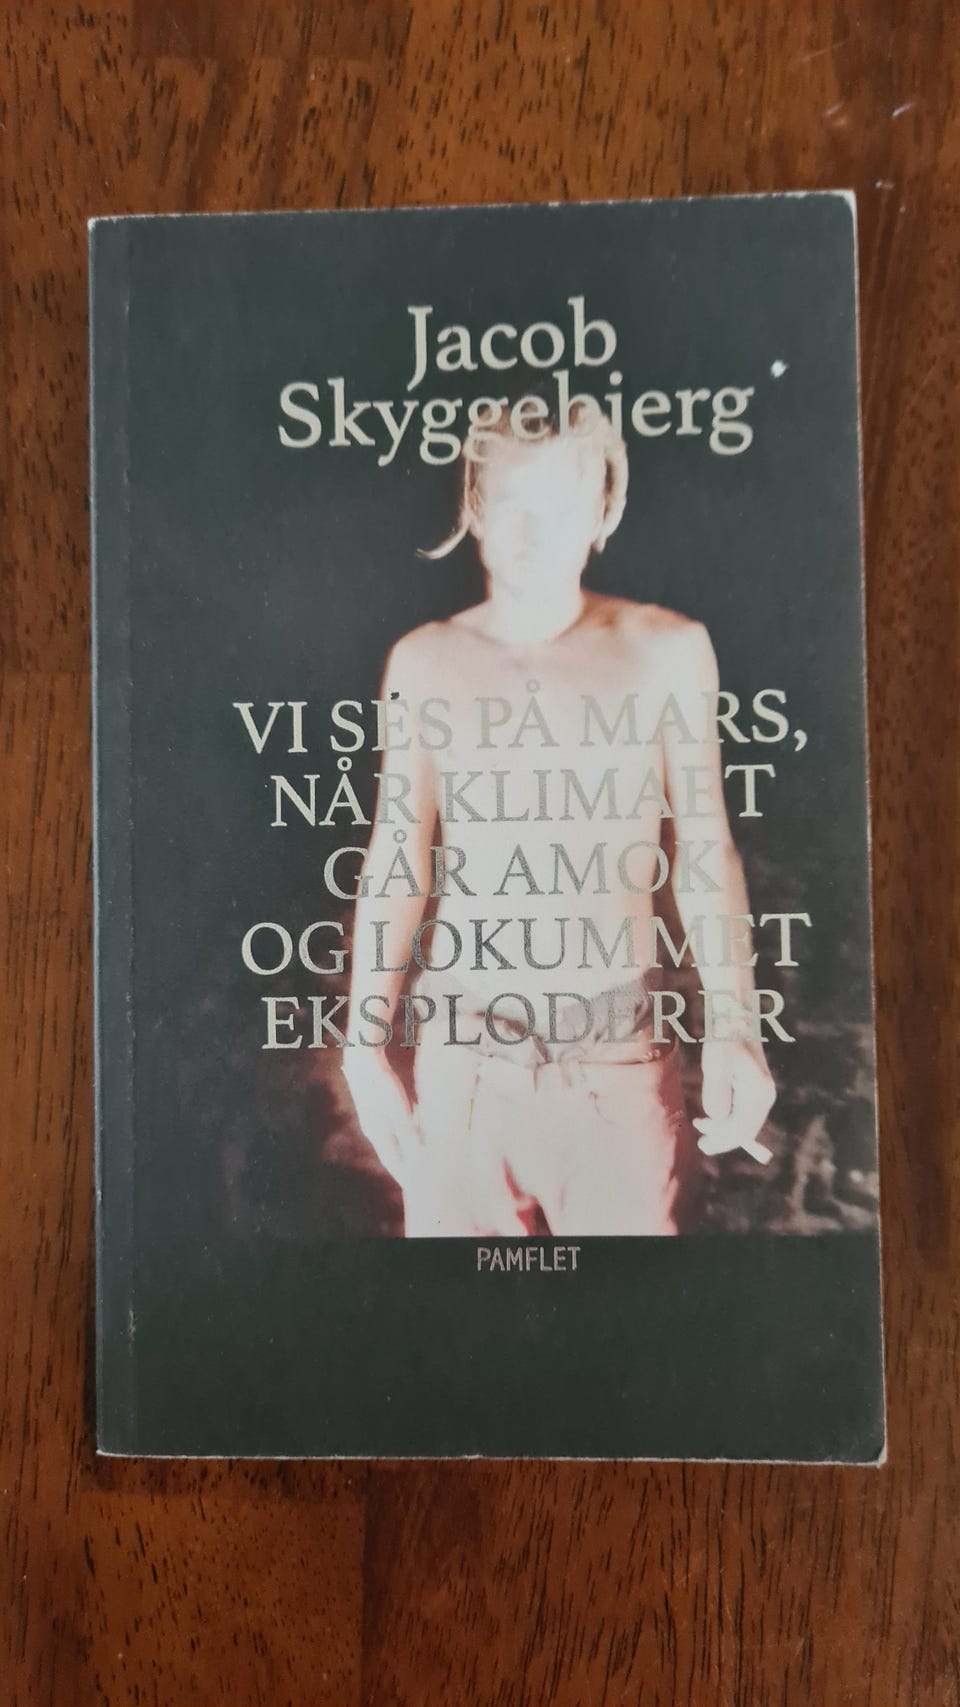 Jacob
Skyggebjerg
VI SES PÅ MARS,
NÅR KLIMAET
GÅR AMOK
OG LOKUMMET
EKSPLODERER
PAMFLET